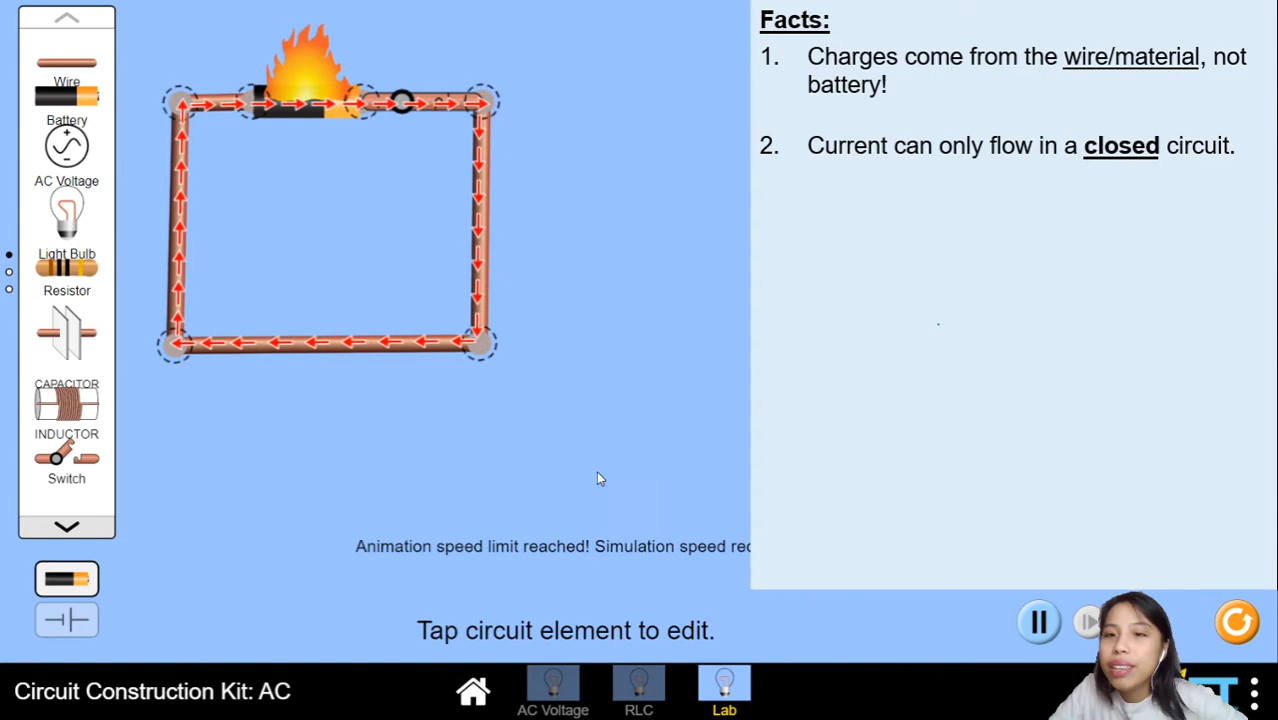 Facts:
1. Charges come from the wire/material, not
battery!
2. Current can only flow in a closed circuit.
Wire
Battery
AC Voltage
Light Bulb
Resistor
CAPACITOR
INDUCTOR
Switch
Animation speed limit reached! Simulation speed
Tap circuit element to edit.
Circuit Construction Kit: AC
AC Voltage
RLC
Lab